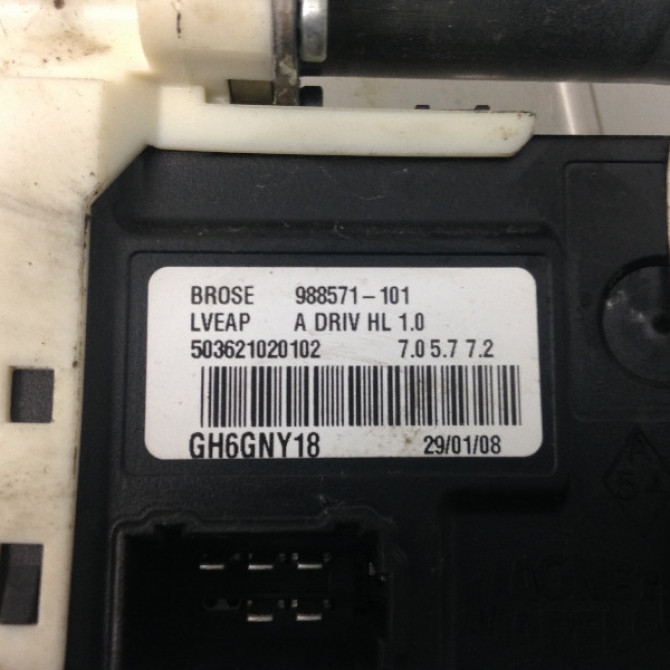 BROSE 988571-101
LVEAP A DRIV HL 1.0
503621020102 7.0 5.7 7.2
GH6GNY18 29/01/08